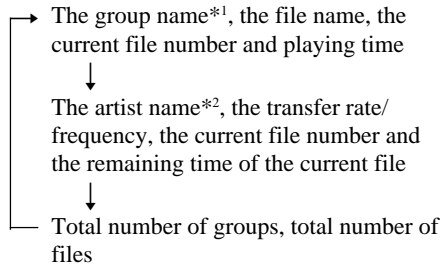 The group name*1, the file name, the
current file number and playing time
The artist name*2, the transfer rate/
frequency, the current file number and
the remaining time of the current file
Total number of groups, total number of
files